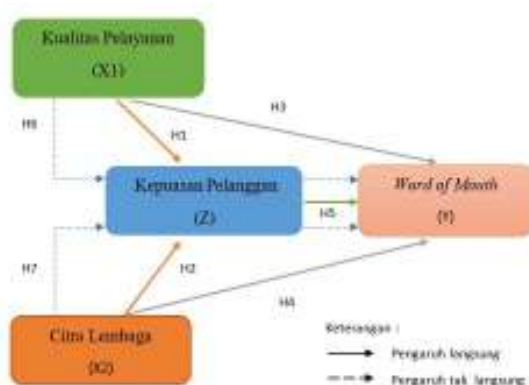 Kualitas Pelayanan
(X1)
H3
H6
H1
Kepuasan Pelanggan
(Z)
Word of Mouth
(Y)
H5
H7
H2
H4
Citra Lembaga
(X2)
Keterangan :
Pengaruh langsung
Pengaruh tak langsung